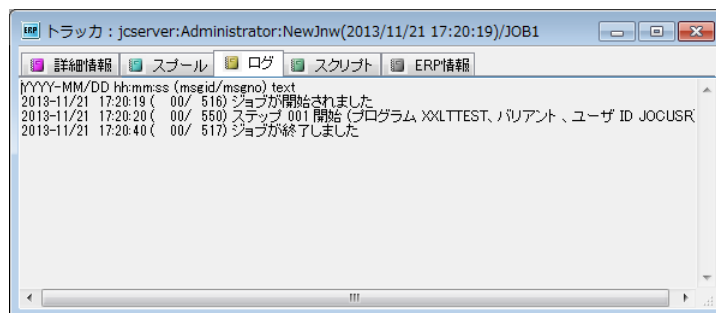 トラッカ : jcserver:Administrator:NewJnw(2013/11/21 17:20:19)/JOB1
詳細情報 スプール ログ スクリプト ERP情報
YYYY-MM/DD hh:mm:ss (msgid/msgno) text
2013-11/21 17:20:19 ( 00/ 516) ジョブが開始されました
2013-11/21 17:20:20 ( 00/ 550) ステップ 001 開始 (プログラム XXLTTEST、バリアント 、ユーザ ID JOCUSR
2013-11/21 17:20:40 ( 00/ 517) ジョブが終了しました